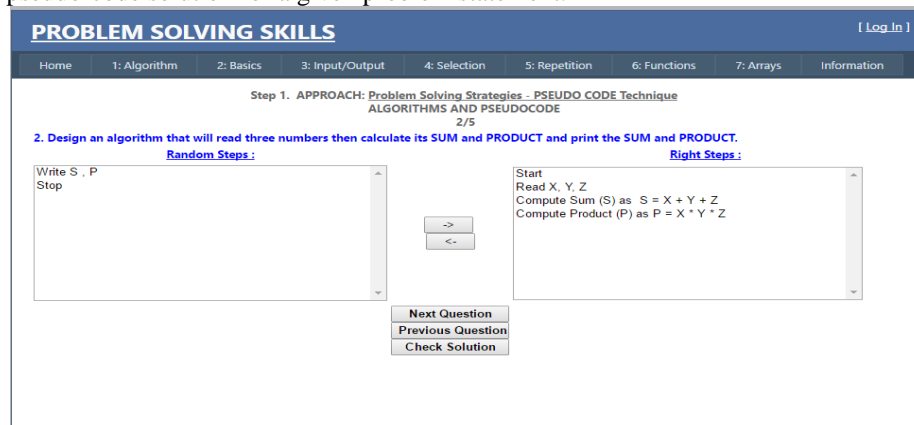 PROBLEM SOLVING SKILLS
[ Log In ]
Home 1: Algorithm 2: Basics 3: Input/Output 4: Selection 5: Repetition 6: Functions 7: Arrays Information
Step 1. APPROACH: Problem Solving Strategies - PSEUDO CODE Technique
ALGORITHMS AND PSEUDOCODE
2/5
2. Design an algorithm that will read three numbers then calculate its SUM and PRODUCT and print the SUM and PRODUCT.
Random Steps :
Write S , P
Stop
->
<-
Right Steps :
Start
Read X, Y, Z
Compute Sum (S) as S = X + Y + Z
Compute Product (P) as P = X * Y * Z
Next Question
Previous Question
Check Solution